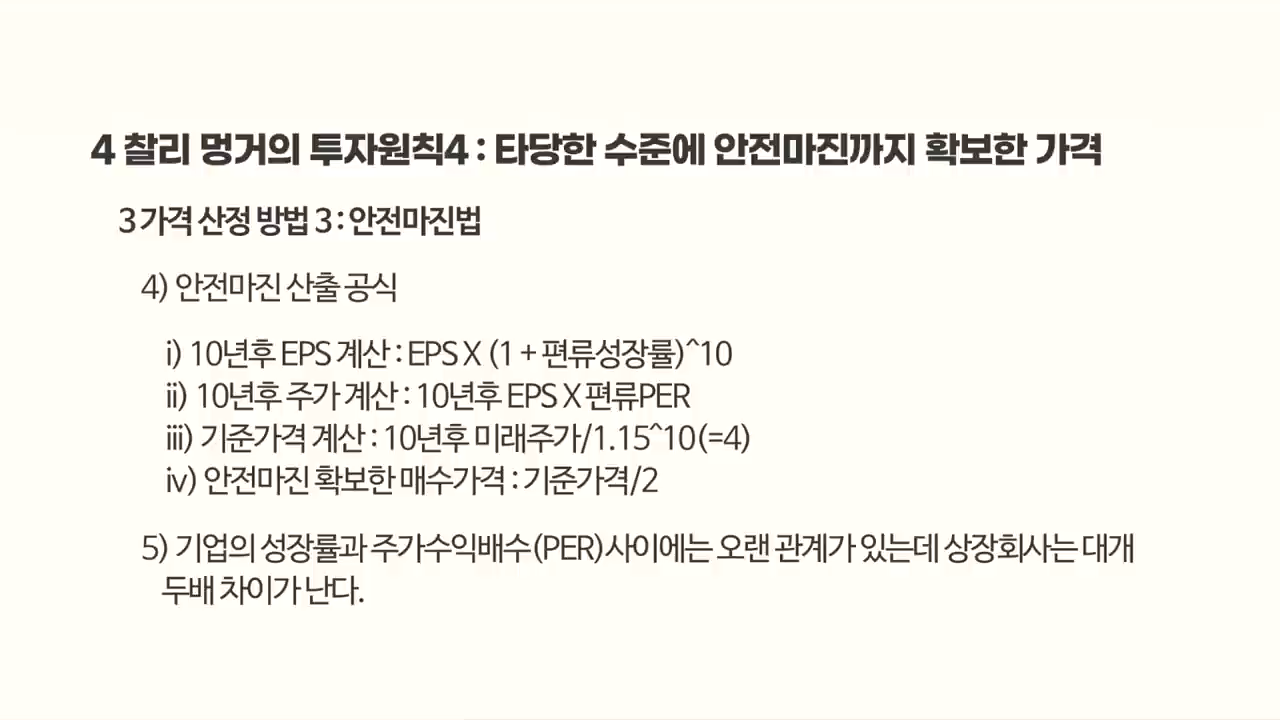 4 찰리 멍거의 투자원칙4 : 타당한 수준에 안전마진까지 확보한 가격
3 가격 산정 방법 3 : 안전마진법
4) 안전마진 산출 공식
i) 10년후 EPS 계산 : EPS X (1 + 편류성장률)^10
ii) 10년후 주가 계산 : 10년후 EPS X 편류PER
iii) 기준가격 계산 : 10년후 미래주가/1.15^10(=4)
iv) 안전마진 확보한 매수가격 : 기준가격/2
5) 기업의 성장률과 주가수익배수(PER)사이에는 오랜 관계가 있는데 상장회사는 대개
두배 차이가 난다.